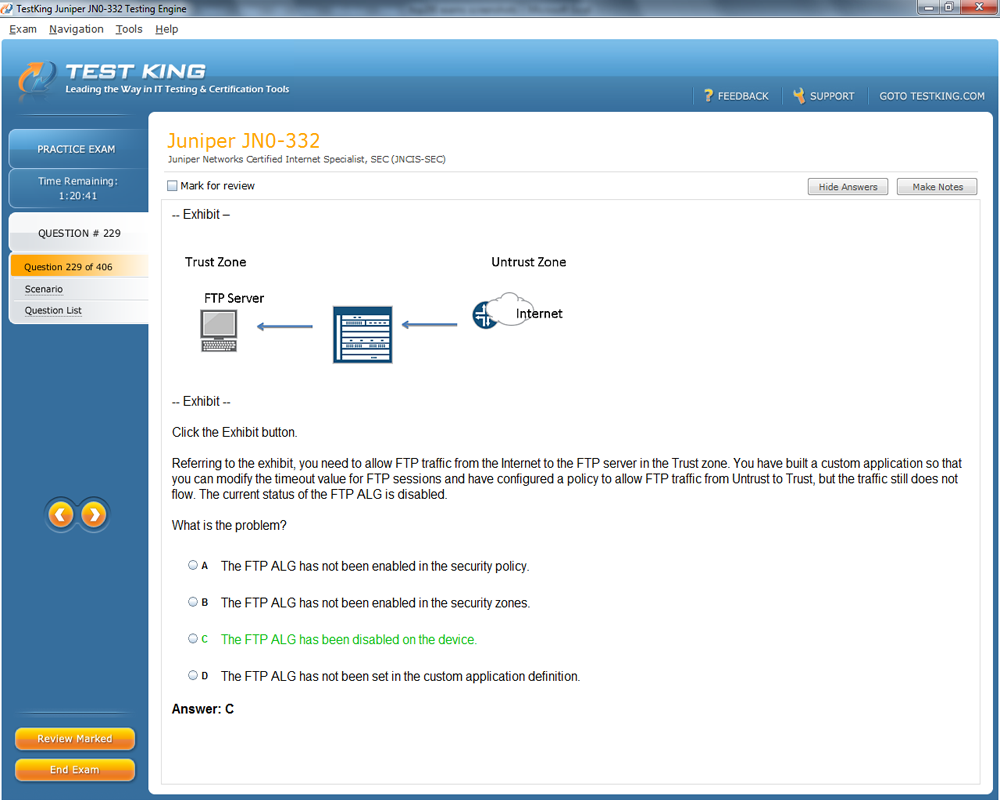 TestKing Juniper JN0-332 Testing Engine
Exam Navigation Tools Help
TEST KING
Leading the Way in IT Testing & Certification Tools
? FEEDBACK
SUPPORT
GOTO TESTKING.COM
PRACTICE EXAM
Time Remaining:
1:20:41
QUESTION # 229
Question 229 of 406
Scenario
Question List
Review Marked
End Exam
Juniper JN0-332
Juniper Networks Certified Internet Specialist, SEC (JNCIS-SEC)
Mark for review
Hide Answers
Make Notes
-- Exhibit –
Trust Zone
Untrust Zone
FTP Server
Internet
-- Exhibit --
Click the Exhibit button.
Referring to the exhibit, you need to allow FTP traffic from the Internet to the FTP server in the Trust zone. You have built a custom application so that
you can modify the timeout value for FTP sessions and have configured a policy to allow FTP traffic from Untrust to Trust, but the traffic still does not
flow. The current status of the FTP ALG is disabled.
What is the problem?
A The FTP ALG has not been enabled in the security policy.
B The FTP ALG has not been enabled in the security zones.
C The FTP ALG has been disabled on the device.
D The FTP ALG has not been set in the custom application definition.
Answer: C